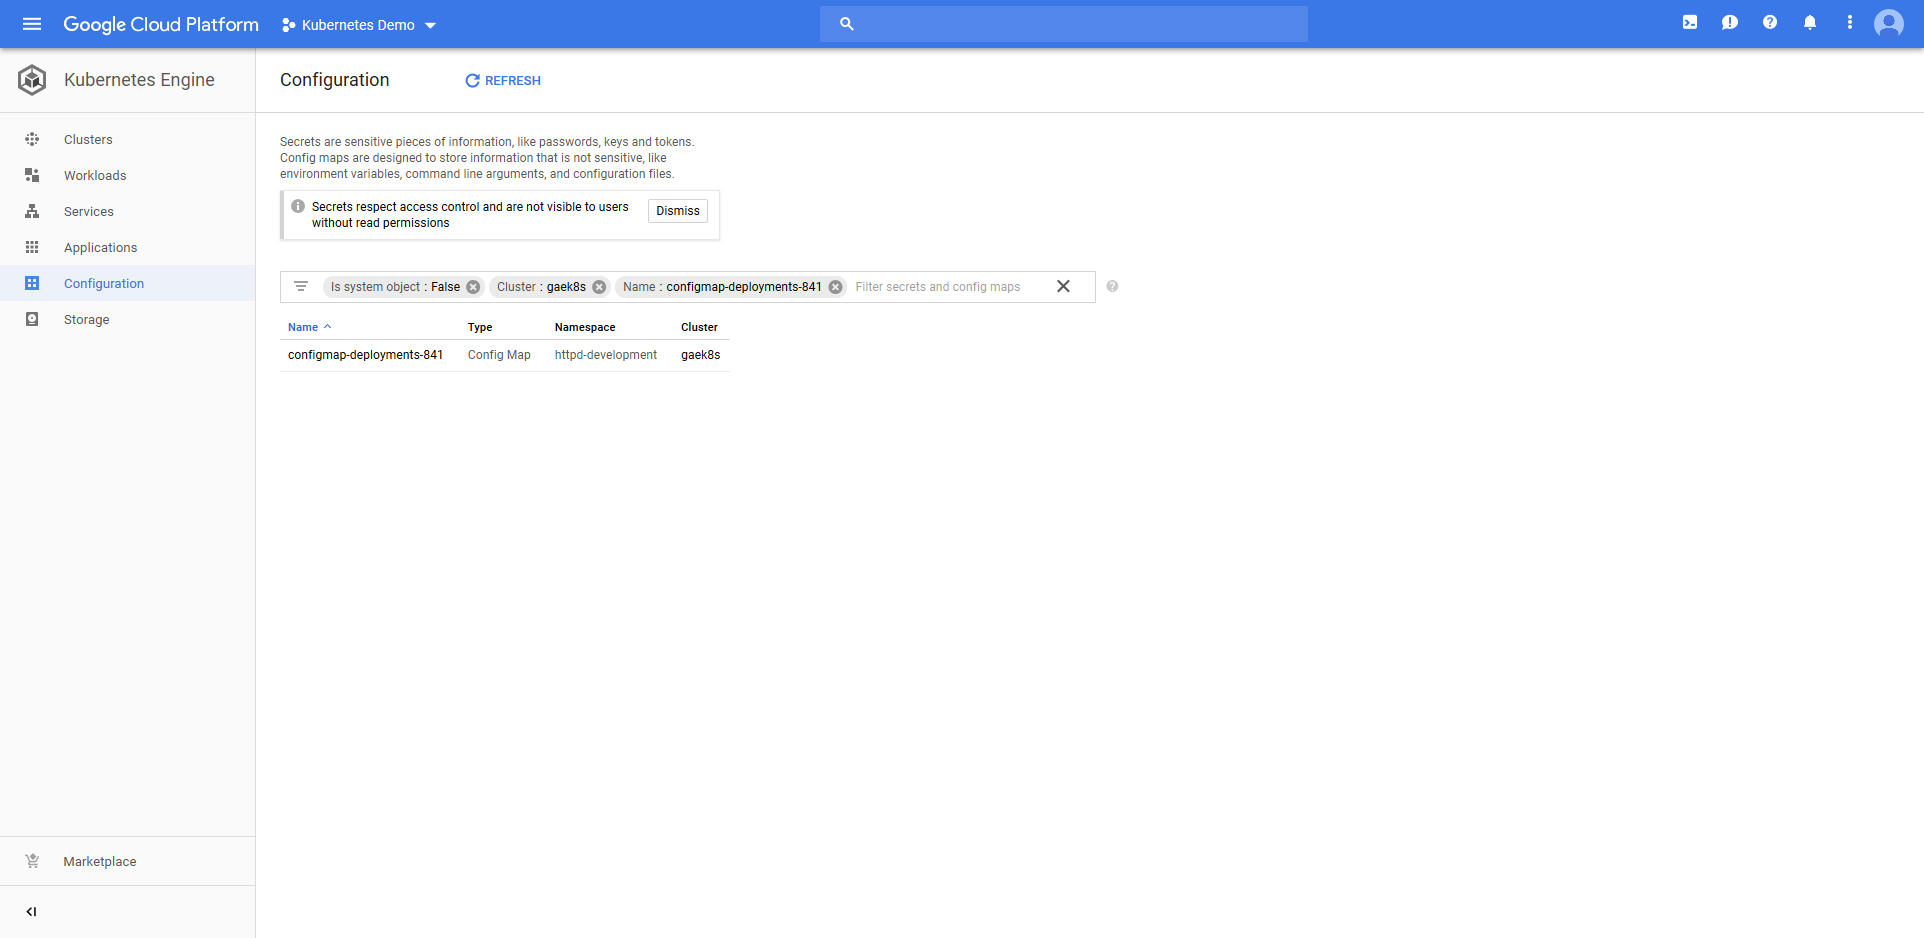 Google Cloud Platform
Kubernetes Demo
Kubernetes Engine
Clusters
Workloads
Services
Applications
Configuration
Storage
Marketplace
Configuration
REFRESH
Secrets are sensitive pieces of information, like passwords, keys and tokens.
Config maps are designed to store information that is not sensitive, like
environment variables, command line arguments, and configuration files.
Secrets respect access control and are not visible to users
without read permissions
Dismiss
Is system object : False Cluster : gaek8s Name : configmap-deployments-841 Filter secrets and config maps
Name Type Namespace Cluster
configmap-deployments-841 Config Map httpd-development gaek8s